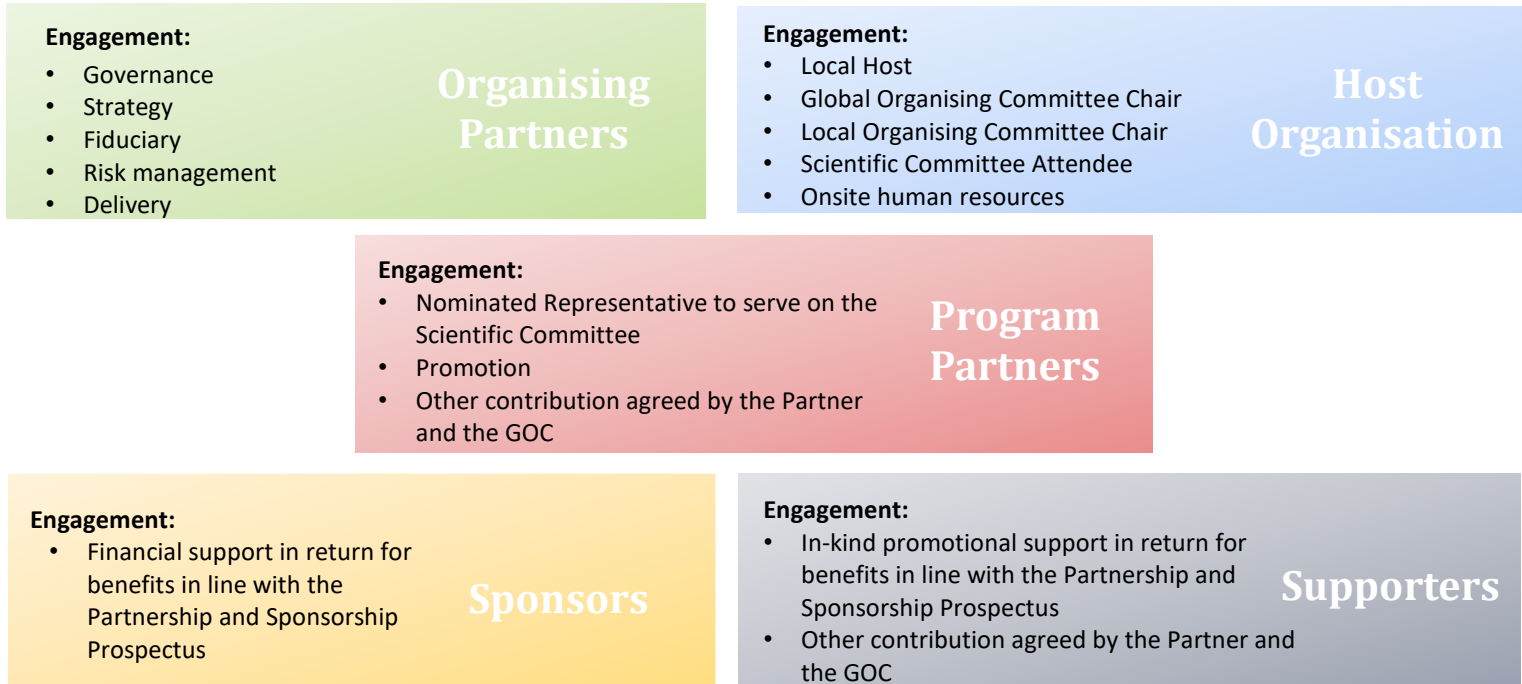 Engagement:
• Governance
• Strategy
• Fiduciary
• Risk management
• Delivery
Organising
Partners
Engagement:
• Local Host
• Global Organising Committee Chair
• Local Organising Committee Chair
• Scientific Committee Attendee
• Onsite human resources
Host
Organisation
Engagement:
• Nominated Representative to serve on the
Scientific Committee
• Promotion
• Other contribution agreed by the Partner
and the GOC
Program
Partners
Engagement:
• Financial support in return for
benefits in line with the
Partnership and Sponsorship
Prospectus
Sponsors
Engagement:
• In-kind promotional support in return for
benefits in line with the Partnership and
Sponsorship Prospectus
• Other contribution agreed by the Partner and
the GOC
Supporters